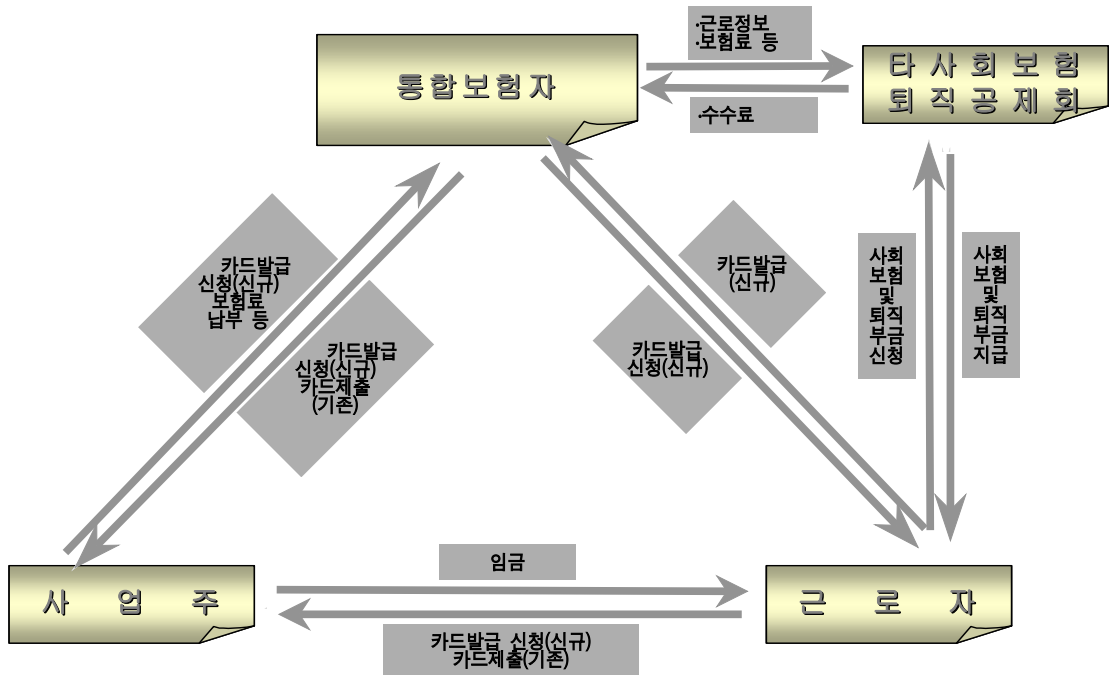 ·근로정보
·보험료 등
통합보험자
타 사 회 보 험
퇴 직 공 제 회
·수수료
카드발급
신청(신규)
보험료
납부 등
카드발급
신청(신규)
카드제출
(기존)
카드발급
(신규)
카드발급
신청(신규)
사회
보험
및
퇴직
부금
신청
사회
보험
및
퇴직
부금
지급
임금
사 업 주
근 로 자
카드발급 신청(신규)
카드제출(기존)